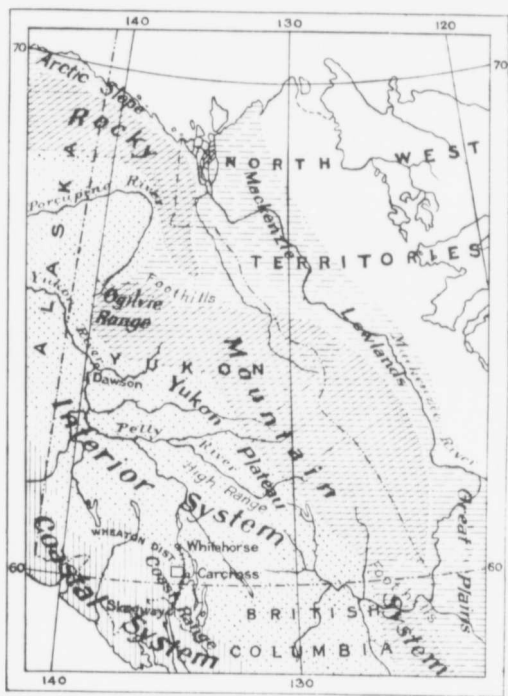 140 130 120
70
70
Arctic Slope
Rocky
NORTH WEST
Mackenzie
ALASKA
Porcupine River
TERRITORIES
Foothills
Ogilvie
Range
Yukon River
Lowlands
Mackenzie River
YUKON
Mountain
Dawson
Yukon
Plateau
Interior
Pelly River
High Range
System
Great Plains
Coastal
WHEATON DIST.
Whitehorse
60
Carcross
60
Coast Range
Foothills
Skagway
BRITISH
System
System
COLUMBIA
140 130